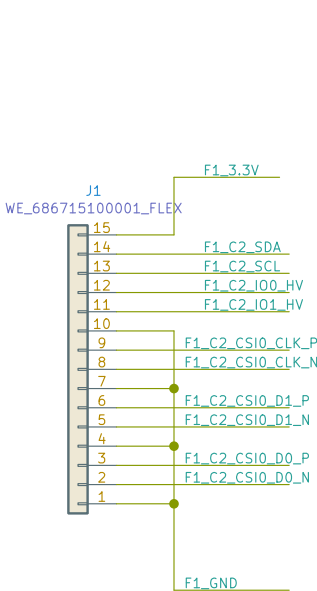 F1_3.3V
J1
WE_686715100001_FLEX
15
14 F1_C2_SDA
13 F1_C2_SCL
12 F1_C2_IO0_HV
11 F1_C2_IO1_HV
10
9 F1_C2_CSI0_CLK_P
8 F1_C2_CSI0_CLK_N
7
6 F1_C2_CSI0_D1_P
5 F1_C2_CSI0_D1_N
4
3 F1_C2_CSI0_D0_P
2 F1_C2_CSI0_D0_N
1
F1_GND